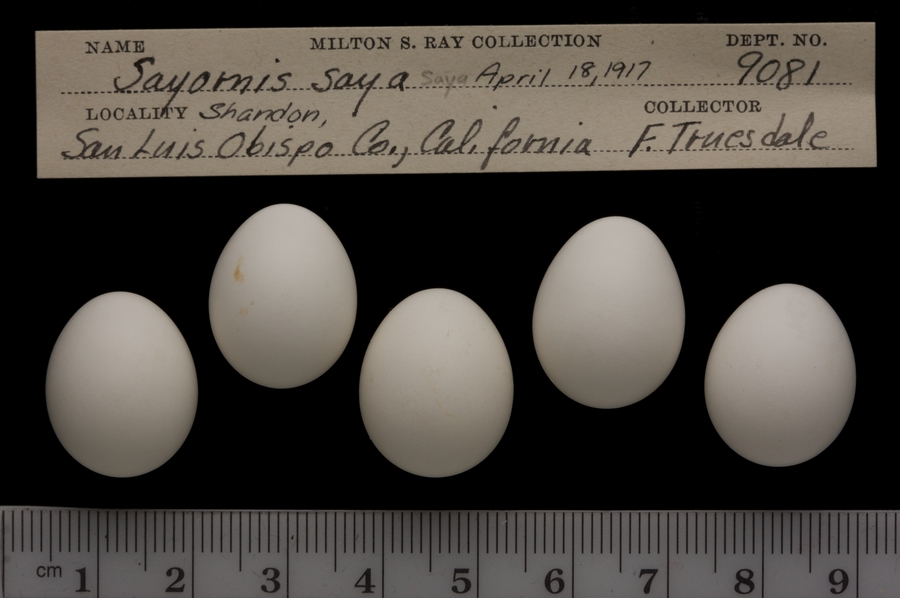 NAME MILTON S. RAY COLLECTION DEPT. NO.
Sayornis saya Saya April 18, 1917 9081
LOCALITY Shandon, COLLECTOR
San Luis Obispo Co., California F. Truesdale
cm 1 2 3 4 5 6 7 8 9